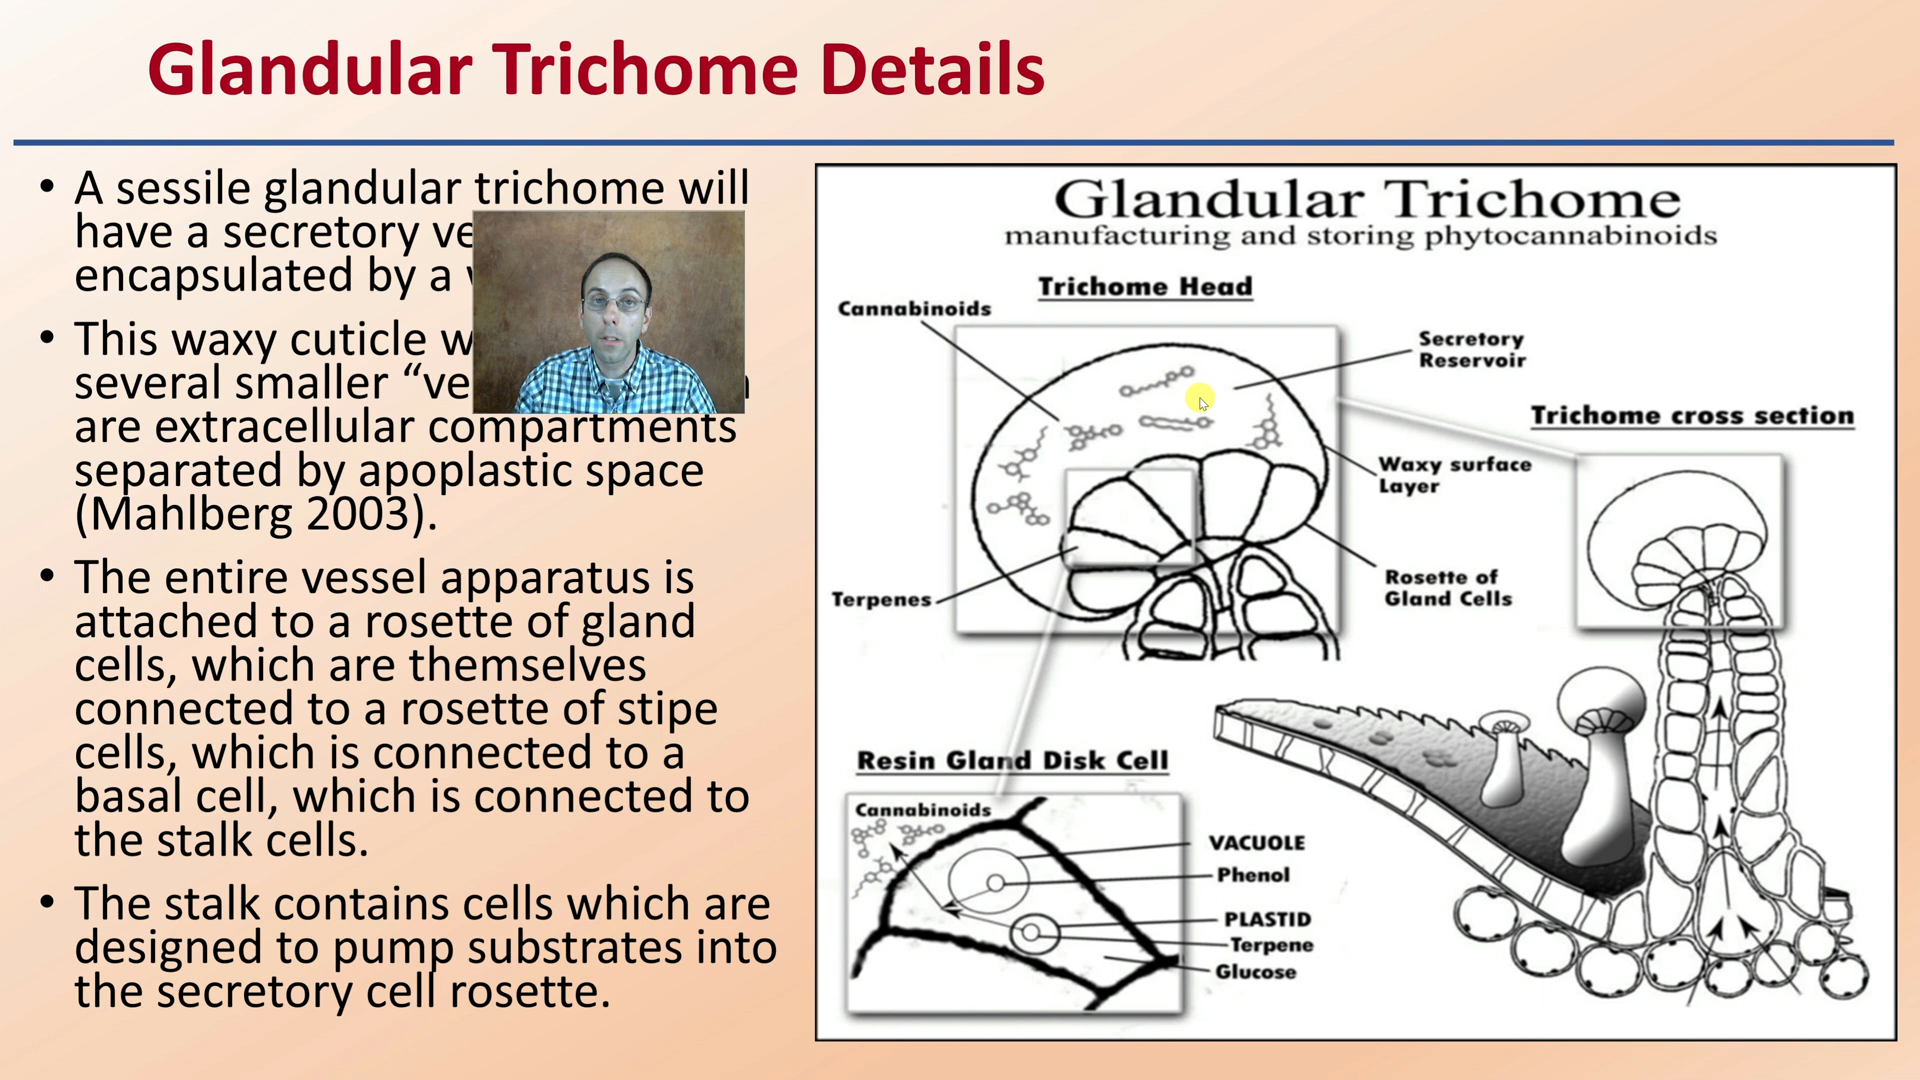 Glandular Trichome Details
• A sessile glandular trichome will
have a secretory
encapsulated by a
• This waxy cuticle
several smaller
are extracellular compartments
separated by apoplastic space
(Mahlberg 2003).
• The entire vessel apparatus is
attached to a rosette of gland
cells, which are themselves
connected to a rosette of stipe
cells, which is connected to a
basal cell, which is connected to
the stalk cells.
• The stalk contains cells which are
designed to pump substrates into
the secretory cell rosette.
Glandular Trichome
manufacturing and storing phytocannabinoids
Trichome Head
Cannabinoids
Secretory
Reservoir
Trichome cross section
Waxy surface
Layer
Rosette of
Gland Cells
Terpenes
Resin Gland Disk Cell
Cannabinoids
VACUOLE
Phenol
PLASTID
Terpene
Glucose